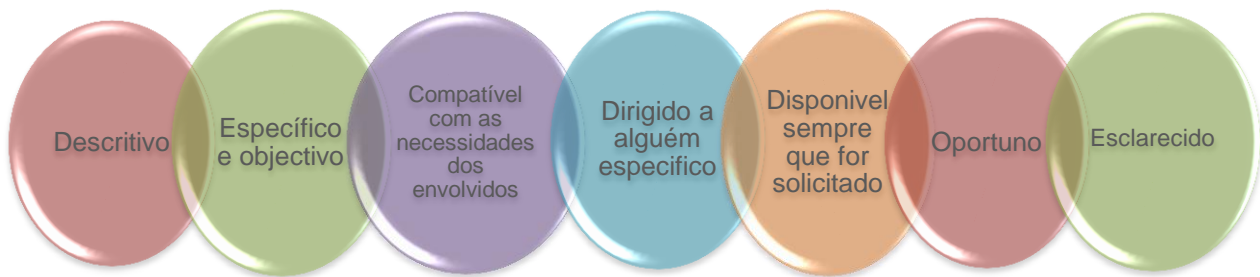 Descritivo
Específico
e objectivo
Compatível
com as
necessidades
dos
envolvidos
Dirigido a
alguém
especifico
Disponivel
sempre
que for
solicitado
Oportuno
Esclarecido